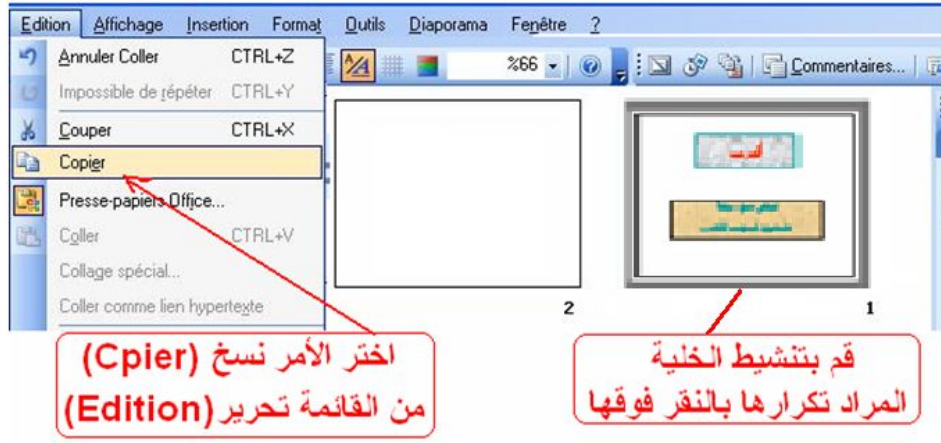 Edition Affichage Insertion Format Outils Diaporama Fenêtre ?
Annuler Coller CTRL+Z
Impossible de répéter CTRL+Y
Couper CTRL+X
Copier
Presse-papiers Office...
Coller CTRL+V
Collage spécial...
Coller comme lien hypertexte
%66
Commentaires...
2
1
اختر الأمر نسخ (Cpier)
من القائمة تحرير (Edition)
قم بتنشيط الخلية
المراد تكرارها بالنقر فوقها